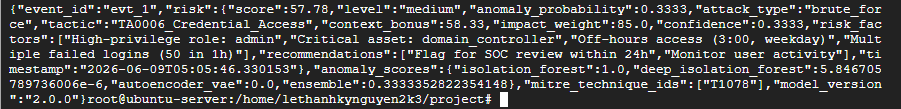 {"event_id":"evt_1","risk":{"score":57.78,"level":"medium","anomaly_probability":0.3333,"attack_type":"brute_for
ce","tactic":"TA0006_Credential_Access","context_bonus":58.33,"impact_weight":85.0,"confidence":0.3333,"risk_fac
tors":["High-privilege role: admin","Critical asset: domain_controller","Off-hours access (3:00, weekday)","Mult
iple failed logins (50 in 1h)"],"recommendations":["Flag for SOC review within 24h","Monitor user activity"],"ti
mestamp":"2026-06-09T05:05:46.330153"},"anomaly_scores":{"isolation_forest":1.0,"deep_isolation_forest":5.846705
789736006e-6,"autoencoder_vae":0.0,"ensemble":0.3333352822354148},"mitre_technique_ids":["T1078"],"model_version
":"2.0.0"}root@ubuntu-server:/home/lethanhkynguyen2k3/project#